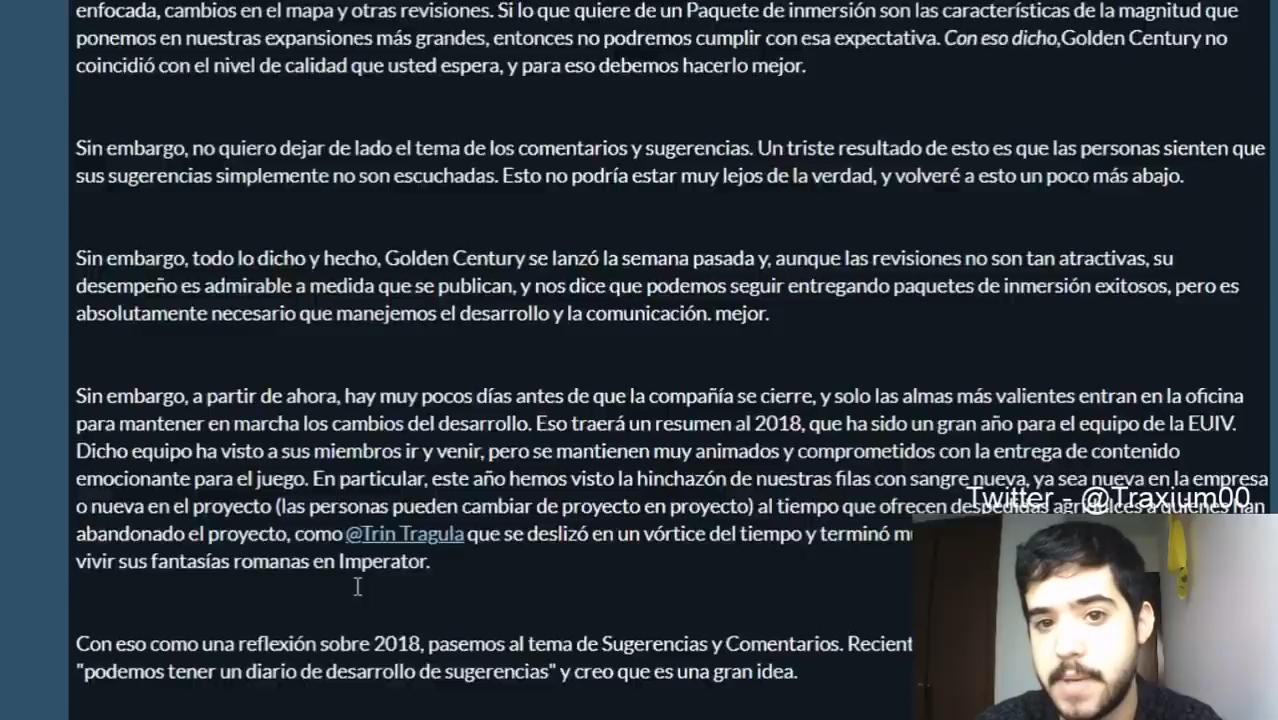 enfocada, cambios en el mapa y otras revisiones. Si lo que quiere de un Paquete de inmersión son las características de la magnitud que
ponemos en nuestras expansiones más grandes, entonces no podremos cumplir con esa expectativa. Con eso dicho,Golden Century no
coincidió con el nivel de calidad que usted espera, y para eso debemos hacerlo mejor.
Sin embargo, no quiero dejar de lado el tema de los comentarios y sugerencias. Un triste resultado de esto es que las personas sienten que
sus sugerencias simplemente no son escuchadas. Esto no podría estar muy lejos de la verdad, y volveré a esto un poco más abajo.
Sin embargo, todo lo dicho y hecho, Golden Century se lanzó la semana pasada y, aunque las revisiones no son tan atractivas, su
desempeño es admirable a medida que se publican, y nos dice que podemos seguir entregando paquetes de inmersión exitosos, pero es
absolutamente necesario que manejemos el desarrollo y la comunicación. mejor.
Sin embargo, a partir de ahora, hay muy pocos días antes de que la compañía se cierre, y solo las almas más valientes entran en la oficina
para mantener en marcha los cambios del desarrollo. Eso traerá un resumen al 2018, que ha sido un gran año para el equipo de la EUIV.
Dicho equipo ha visto a sus miembros ir y venir, pero se mantienen muy animados y comprometidos con la entrega de contenido
emocionante para el juego. En particular, este año hemos visto la hinchazón de nuestras filas con sangre nueva, ya sea nueva en la empresa
Twitter - @Traxium00
o nueva en el proyecto (las personas pueden cambiar de proyecto en proyecto) al tiempo que ofrecen despedidas a quienes han
abandonado el proyecto, como @Trin Tragula que se deslizó en un vórtice del tiempo y terminó
vivir sus fantasías romanas en Imperator.
Con eso como una reflexión sobre 2018, pasemos al tema de Sugerencias y Comentarios. Recient
"podemos tener un diario de desarrollo de sugerencias" y creo que es una gran idea.